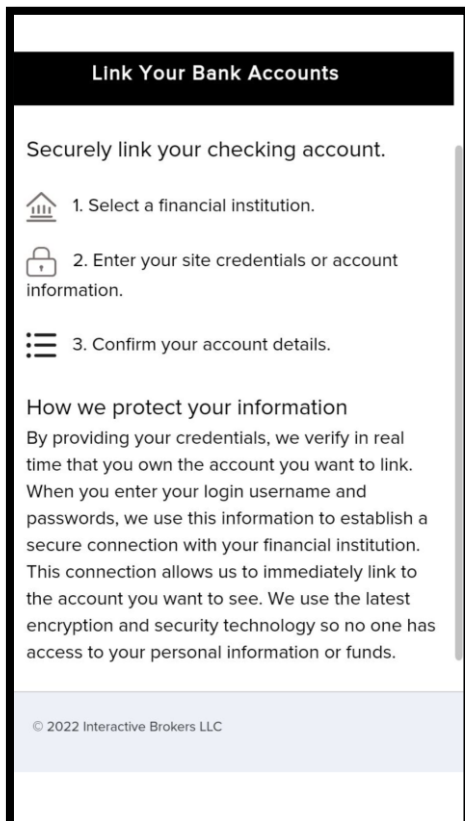 Link Your Bank Accounts
Securely link your checking account.
1. Select a financial institution.
2. Enter your site credentials or account
information.
3. Confirm your account details.
How we protect your information
By providing your credentials, we verify in real
time that you own the account you want to link.
When you enter your login username and
passwords, we use this information to establish a
secure connection with your financial institution.
This connection allows us to immediately link to
the account you want to see. We use the latest
encryption and security technology so no one has
access to your personal information or funds.
© 2022 Interactive Brokers LLC